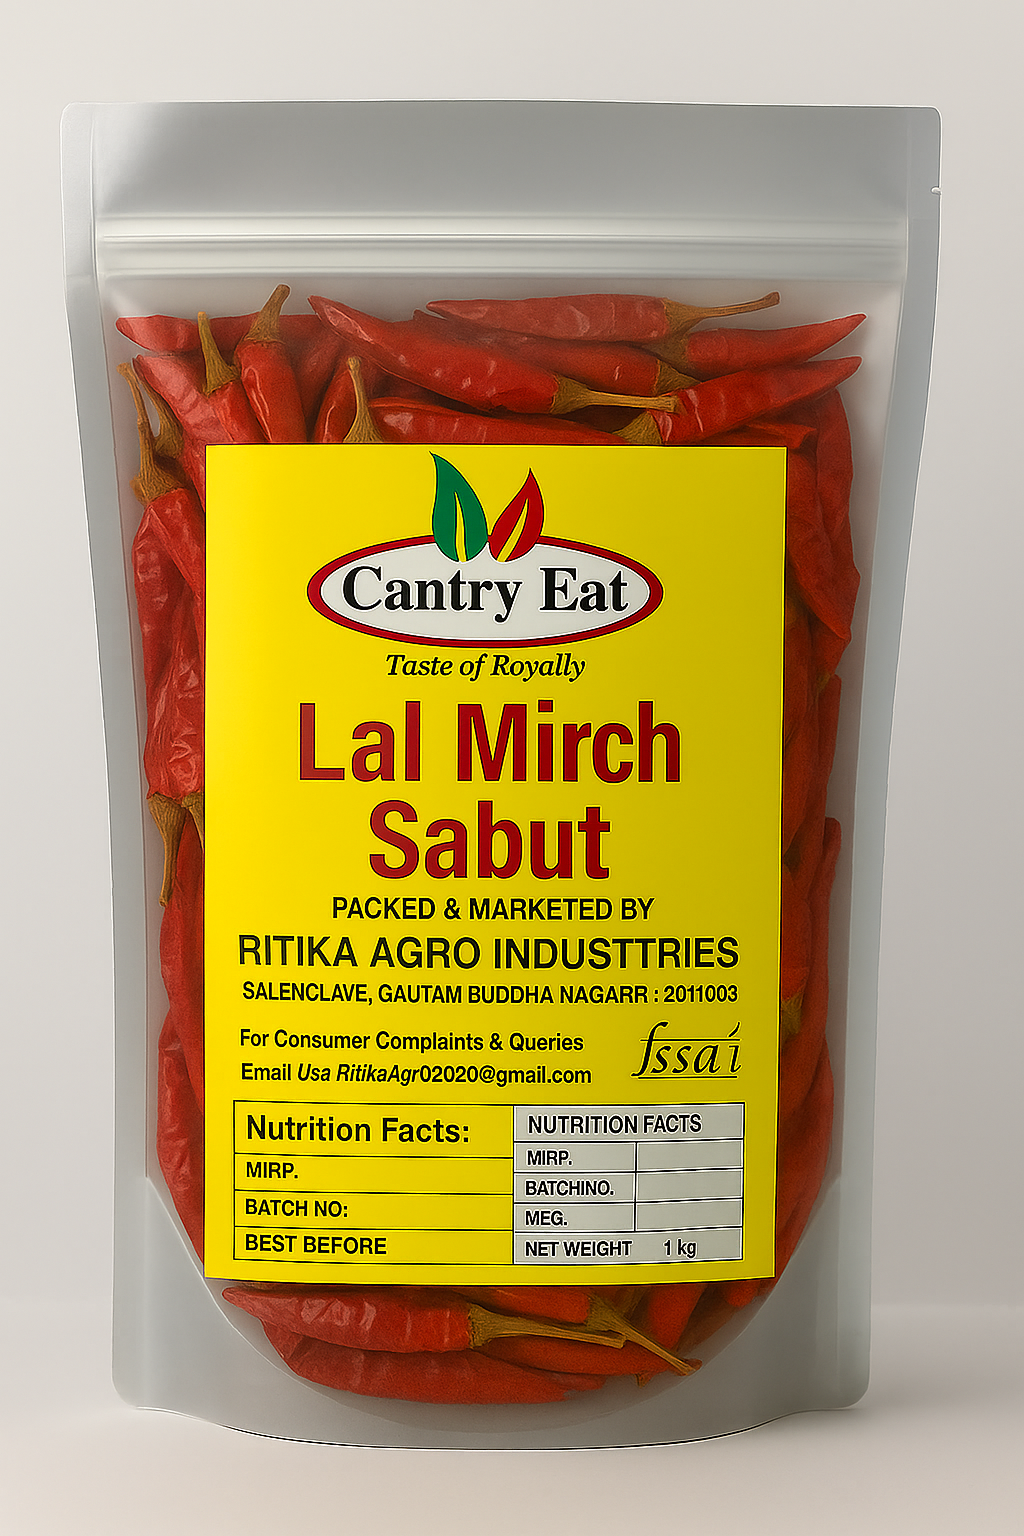 Cantry Eat
Taste of Royally
Lal Mirch
Sabut
PACKED & MARKETED BY
RITIKA AGRO INDUSTTRIES
SALENCLAVE, GAUTAM BUDDHA NAGARR : 2011003
For Consumer Complaints & Queries
Email Usa RitikaAgr02020@gmail.com
fssaí
Nutrition Facts:
MIRP.
BATCH NO:
BEST BEFORE
NUTRITION FACTS
MIRP.
BATCHINO.
MEG.
NET WEIGHT 1 kg